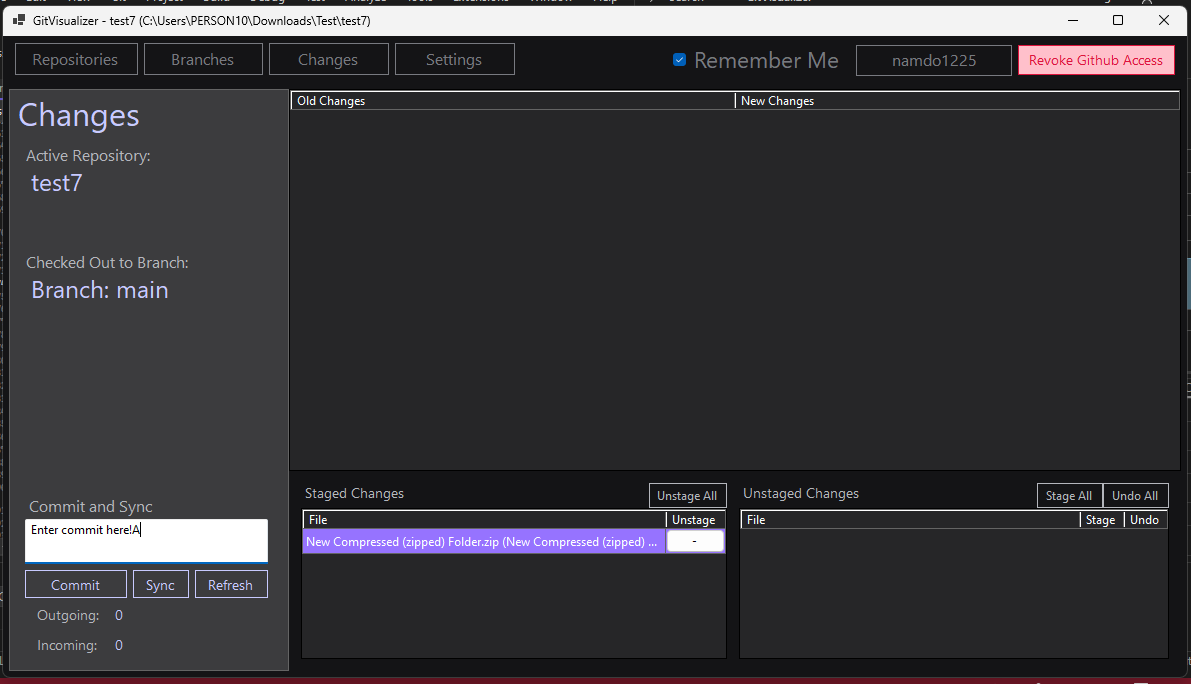 GitVisualizer - test7 (C:\Users\PERSON10\Downloads\Test\test7)
Repositories Branches Changes Settings Remember Me namdo1225 Revoke Github Access
Changes
Active Repository:
test7
Checked Out to Branch:
Branch: main
Commit and Sync
Enter commit here!A
Commit Sync Refresh
Outgoing: 0
Incoming: 0
Old Changes New Changes
Staged Changes Unstage All
File Unstage
New Compressed (zipped) Folder.zip (New Compressed (zipped) ... -
Unstaged Changes Stage All Undo All
File Stage Undo